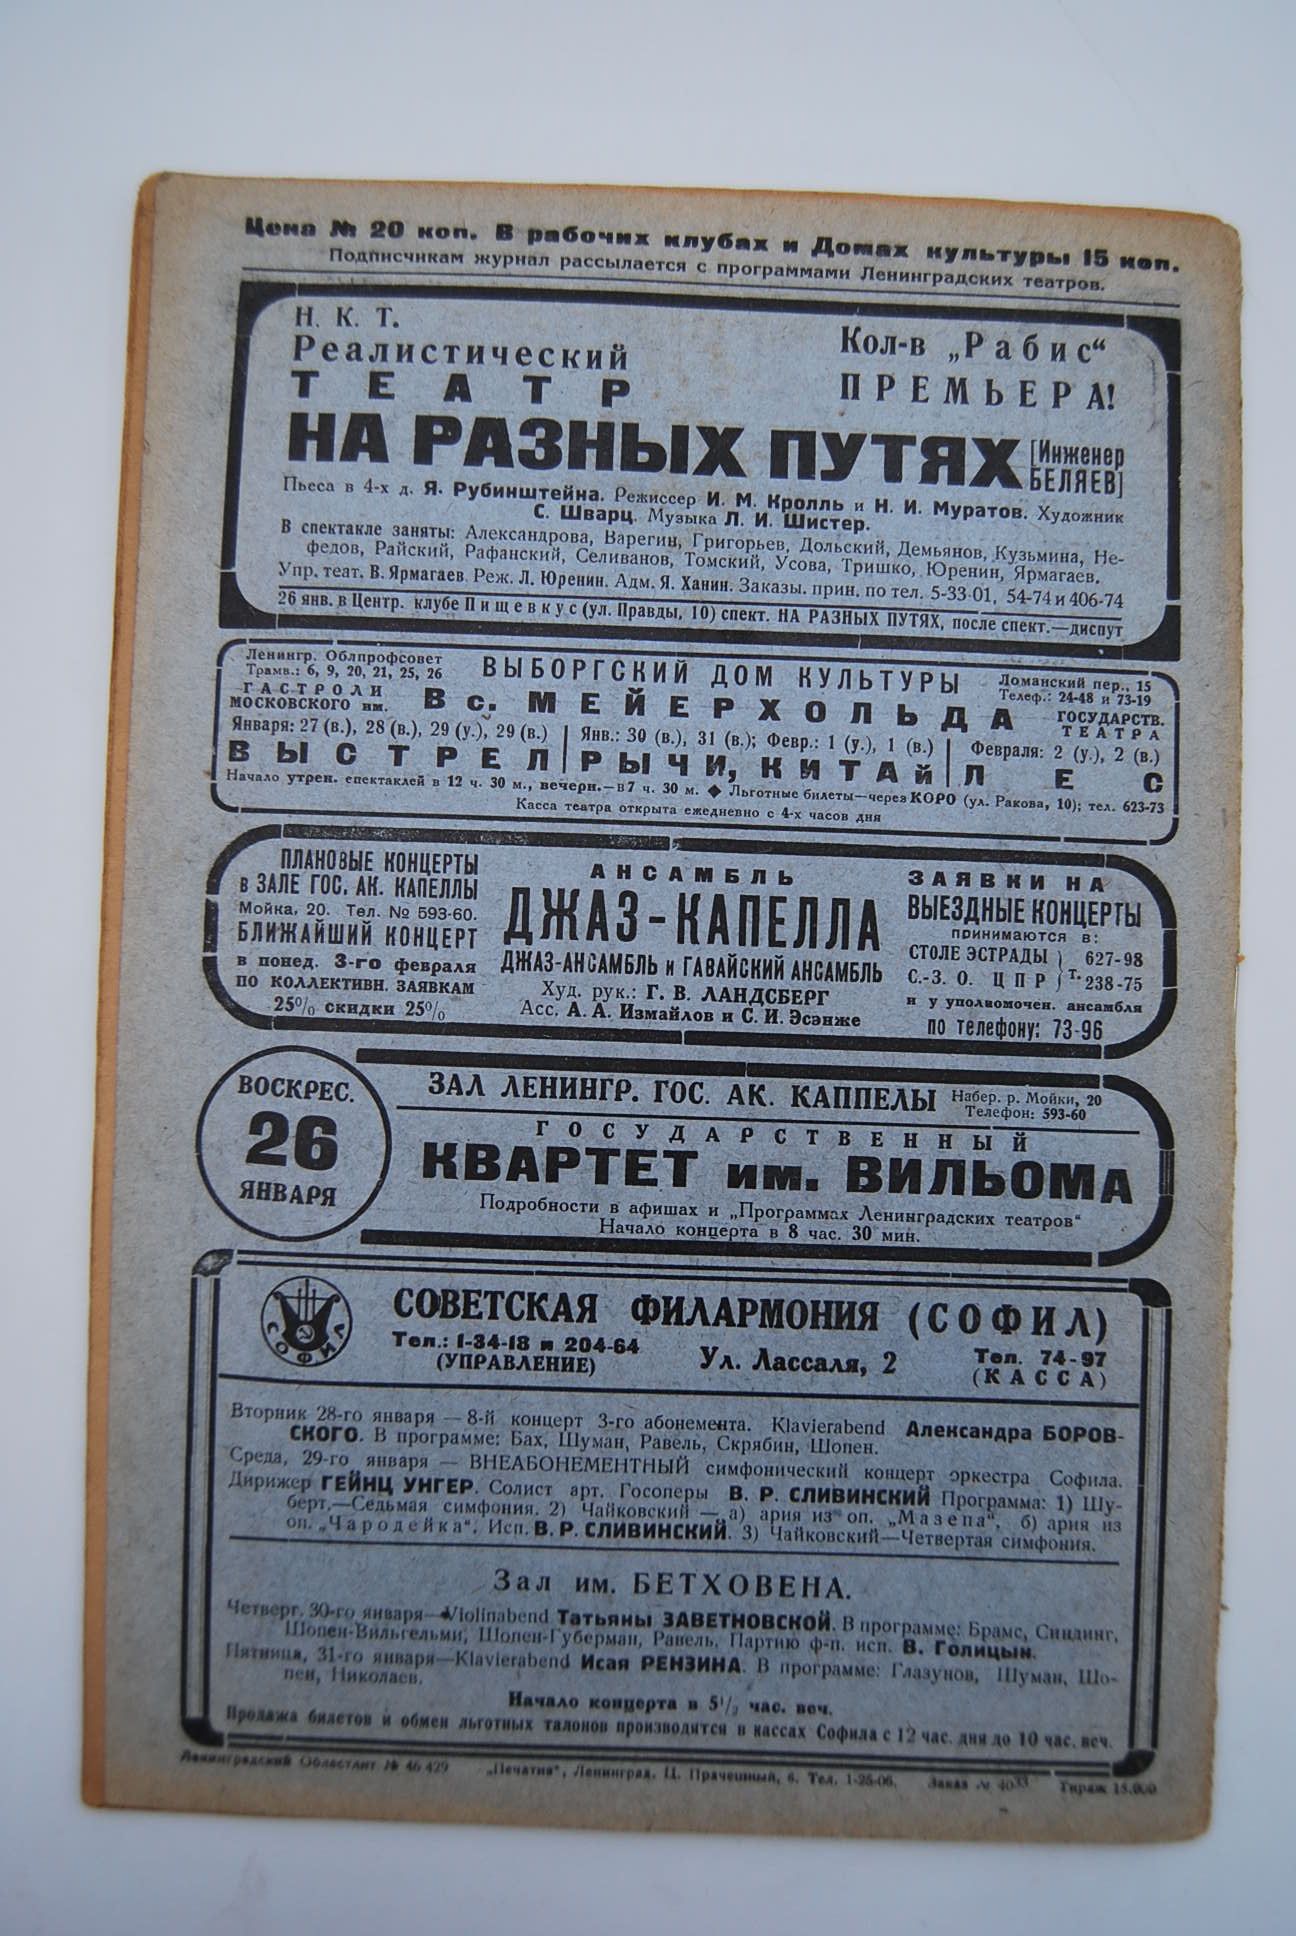 Цена № 20 коп. В рабочих клубах и Домах культуры 15 коп.
Подписчикам журнал рассылается с программами Ленинградских театров.
Н. К. Т.
Реалистический
ТЕАТР
Кол-в „Рабис“
ПРЕМЬЕРА!
НА РАЗНЫХ ПУТЯХ [Инженер
БЕЛЯЕВ]
Пьеса в 4-х д. Я. Рубинштейна. Режиссер И. М. Кролль и Н. И. Муратов. Художник
С. Шварц. Музыка Л. И. Шистер.
В спектакле заняты: Александрова, Варегин, Григорьев, Дольский, Демьянов, Кузьмина, Не-
федов, Райский, Рафанский, Селиванов, Томский, Усова, Тришко, Юренин, Ярмагаев.
Упр. теат. В. Ярмагаев. Реж. Л. Юренин. Адм. Я. Ханин. Заказы. прин. по тел. 5-33 01, 54-74 и 406-74
26 янв. в Центр. клубе Пищевкус (ул. Правды, 10) спект. НА РАЗНЫХ ПУТЯХ, после спект.—диспут
Ленингр. Облпрофсовет
Трамв.: 6, 9, 20, 21, 25, 26
ВЫБОРГСКИЙ ДОМ КУЛЬТУРЫ
Ломанский пер., 15
Телеф.: 24-48 и 73-19
ГАСТРОЛИ
МОСКОВСКОГО им.
Вс. МЕЙЕРХОЛЬДА
ГОСУДАРСТВ.
ТЕАТРА
Января: 27 (в.), 28 (в.), 29 (у.), 29 (в.)
ВЫСТРЕЛ
Янв.: 30 (в.), 31 (в.); Февр.: 1 (у.), 1 (в.)
РЫЧИ, КИТАЙ
Февраля: 2 (у.), 2 (в.)
ЛЕС
Начало утрен. спектаклей в 12 ч. 30 м., вечерн.—в 7 ч. 30 м. ◆ Льготные билеты—через КОРО (ул. Ракова, 10); тел. 623-73
Касса театра открыта ежедневно с 4-х часов дня
ПЛАНОВЫЕ КОНЦЕРТЫ
в ЗАЛЕ ГОС. АК. КАПЕЛЛЫ
Мойка, 20. Тел. № 593-60.
БЛИЖАЙШИЙ КОНЦЕРТ
в понед. 3-го февраля
ПО КОЛЛЕКТИВН. ЗАЯВКАМ
25% скидки 25%
АНСАМБЛЬ
ДЖАЗ-КАПЕЛЛА
ДЖАЗ-АНСАМБЛЬ и ГАВАЙСКИЙ АНСАМБЛЬ
Худ. рук.: Г. В. ЛАНДСБЕРГ
Асс. А. А. Измайлов и С. И. Эсэнже
ЗАЯВКИ НА
ВЫЕЗДНЫЕ КОНЦЕРТЫ
принимаются в:
СТОЛЕ ЭСТРАДЫ ) 627-98
С.-З. О. ЦПР ) т. 238-75
и у уполномочен. ансамбля
по телефону: 73-96
ВОСКРЕС.
26
ЯНВАРЯ
ЗАЛ ЛЕНИНГР. ГОС. АК. КАППЕЛЫ
Набер. р. Мойки, 20
Телефон: 593-60
ГОСУДАРСТВЕННЫЙ
КВАРТЕТ им. ВИЛЬОМА
Подробности в афишах и „Программах Ленинградских театров“
Начало концерта в 8 час. 30 мин.
СОФИЛ
СОВЕТСКАЯ ФИЛАРМОНИЯ (СОФИЛ)
Тел.: 1-34-18 и 204-64
(УПРАВЛЕНИЕ)
Ул. Лассаля, 2
Тел. 74-97
(КАССА)
Вторник 28-го января — 8-й концерт 3-го абонемента. Klavierabend Александра БОРОВ-
СКОГО. В программе: Бах, Шуман, Равель, Скрябин, Шопен.
Среда, 29-го января — ВНЕАБОНЕМЕНТНЫЙ симфонический концерт оркестра Софила.
Дирижер ГЕЙНЦ УНГЕР. Солист арт. Госоперы В. Р. СЛИВИНСКИЙ Программа: 1) Шу-
берт.—Седьмая симфония. 2) Чайковский — а) ария из оп. „Мазепа“, б) ария из
оп. „Чародейка“. Исп. В. Р. СЛИВИНСКИЙ. 3) Чайковский—Четвертая симфония.
Зал им. БЕТХОВЕНА.
Четверг, 30-го января—Violinabend Татьяны ЗАВЕТНОВСКОЙ. В программе: Брамс, Синдинг,
Шопен-Вильгельми, Шопен-Губерман, Равель, Партию ф-п. исп. В. Голицын.
Пятница, 31-го января—Klavierabend Исая РЕНЗИНА. В программе: Глазунов, Шуман, Шо-
пен, Николаев.
Начало концерта в 5½ час. веч.
Продажа билетов и обмен льготных талонов производятся в кассах Софила с 12 час. дня до 10 час. веч.
Ленинградский Областлит № 46 429 „Печатня“, Ленинград. Ц. Прачешный, 6. Тел. 1-25-06. Заказ № 4033 Тираж 15.000